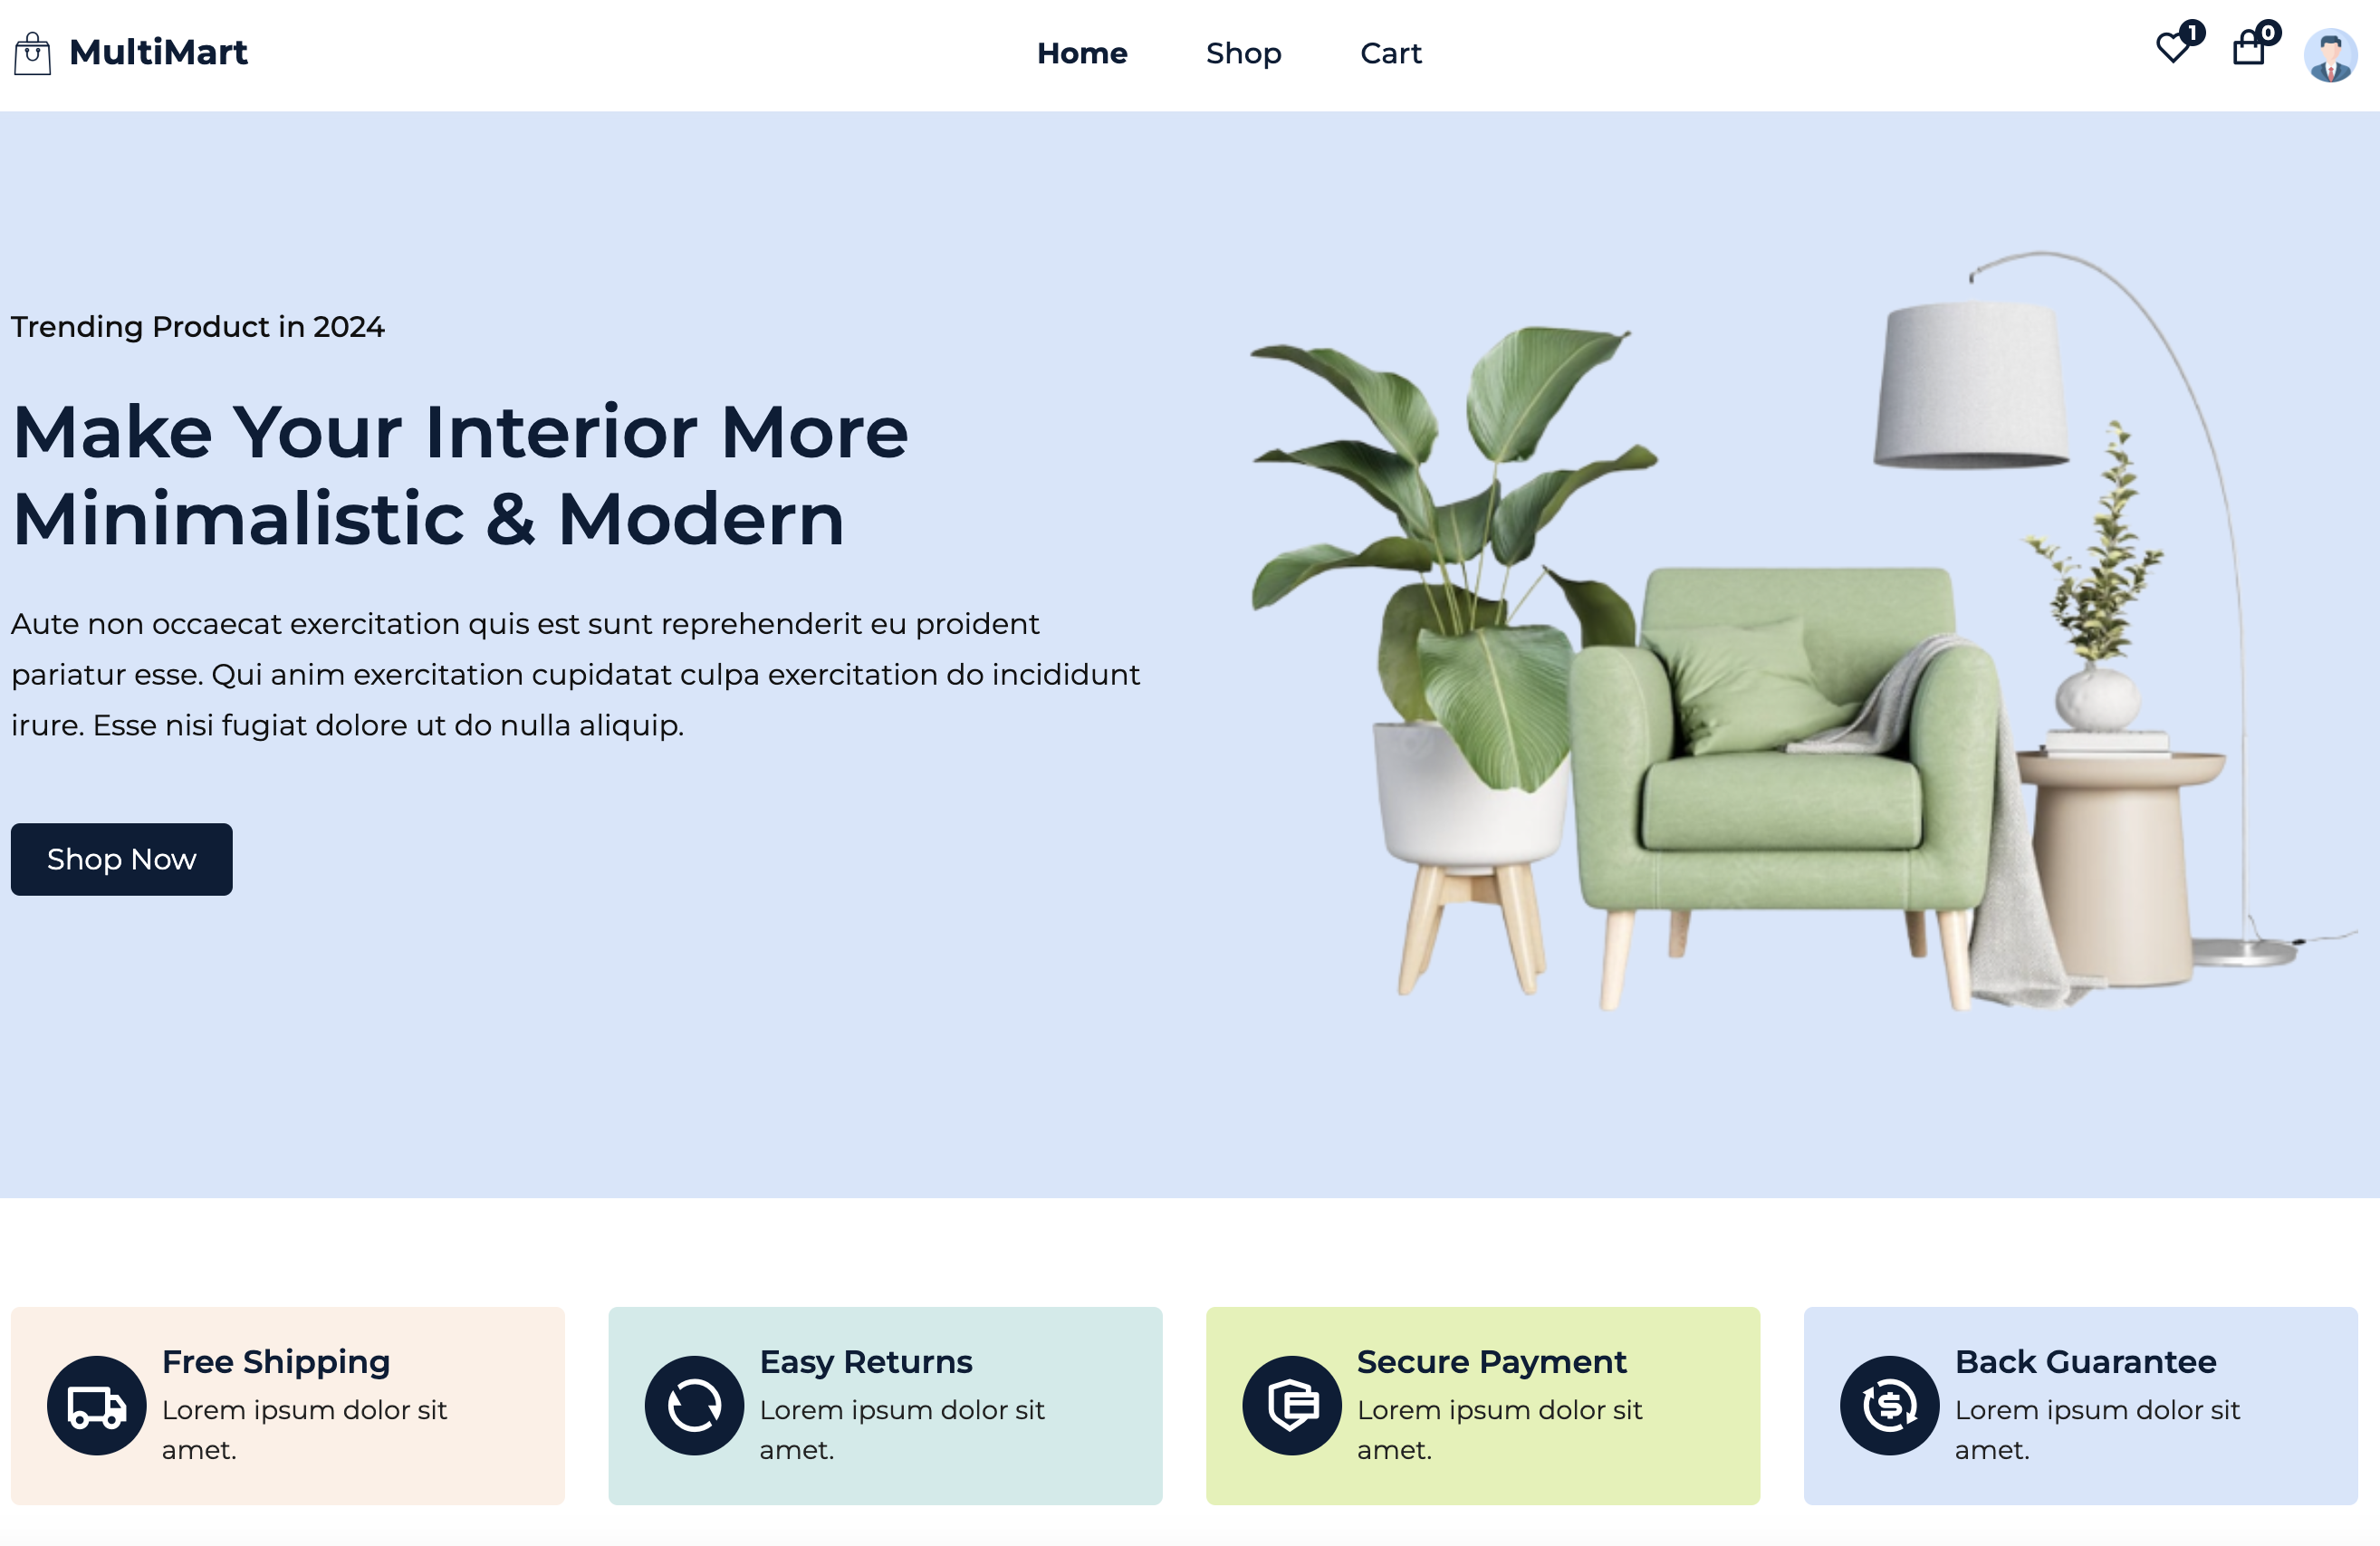 MultiMart
Home
Shop
Cart
1
0
Trending Product in 2024
Make Your Interior More
Minimalistic & Modern
Aute non occaecat exercitation quis est sunt reprehenderit eu proident
pariatur esse. Qui anim exercitation cupidatat culpa exercitation do incididunt
irure. Esse nisi fugiat dolore ut do nulla aliquip.
Shop Now
Free Shipping
Lorem ipsum dolor sit
amet.
Easy Returns
Lorem ipsum dolor sit
amet.
Secure Payment
Lorem ipsum dolor sit
amet.
Back Guarantee
Lorem ipsum dolor sit
amet.